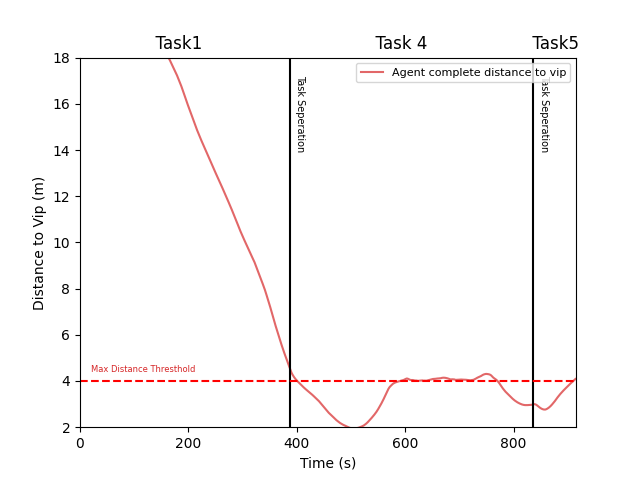 Task1 Task 4 Task5
Agent complete distance to vip
Task Seperation
Task Seperation
Max Distance Threshold
Distance to Vip (m)
18
16
14
12
10
8
6
4
2
0 200 400 600 800
Time (s)